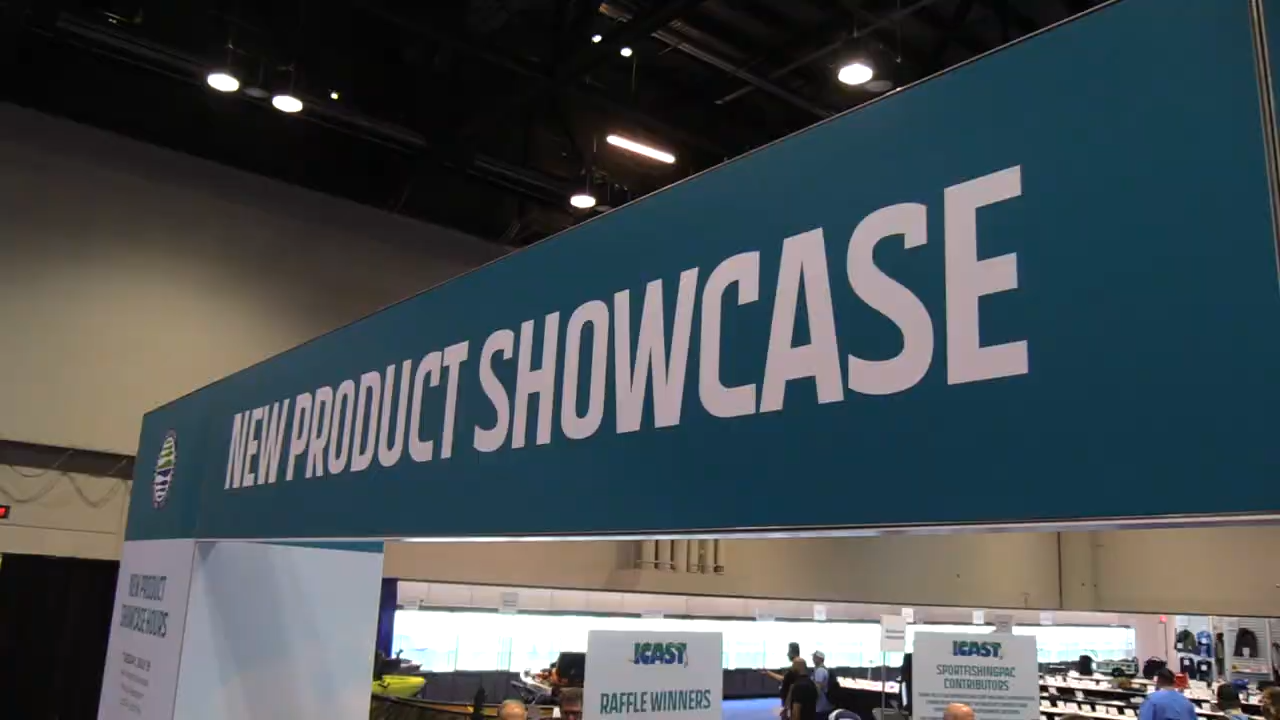 NEW PRODUCT SHOWCASE
NEW PRODUCT
SHOWCASE HOURS
ICAST
RAFFLE WINNERS
ICAST
SPORTFISHINGPAC
CONTRIBUTORS